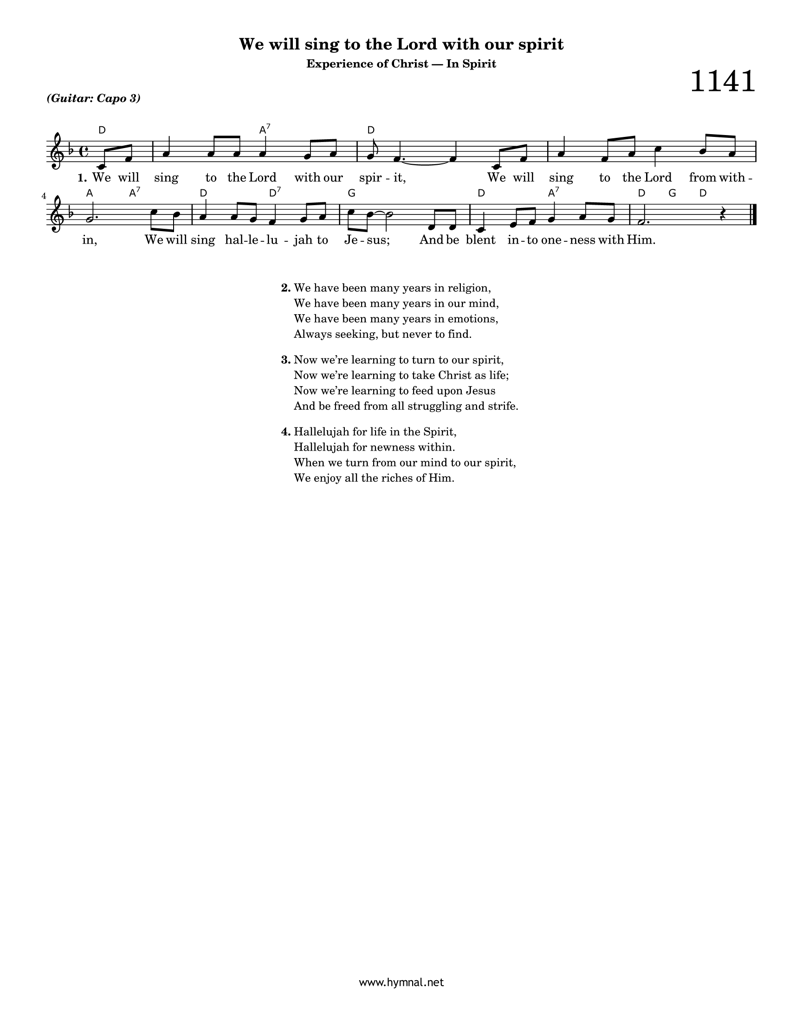 We will sing to the Lord with our spirit
Experience of Christ — In Spirit
1141
(Guitar: Capo 3)
D A7 D
1. We will sing to the Lord with our spir - it, We will sing to the Lord from with -
4
A A7 D D7 G D A7 D G D
in, We will sing hal - le - lu - jah to Je - sus; And be blent in - to one - ness with Him.
2. We have been many years in religion,
We have been many years in our mind,
We have been many years in emotions,
Always seeking, but never to find.
3. Now we’re learning to turn to our spirit,
Now we’re learning to take Christ as life;
Now we’re learning to feed upon Jesus
And be freed from all struggling and strife.
4. Hallelujah for life in the Spirit,
Hallelujah for newness within.
When we turn from our mind to our spirit,
We enjoy all the riches of Him.
www.hymnal.net